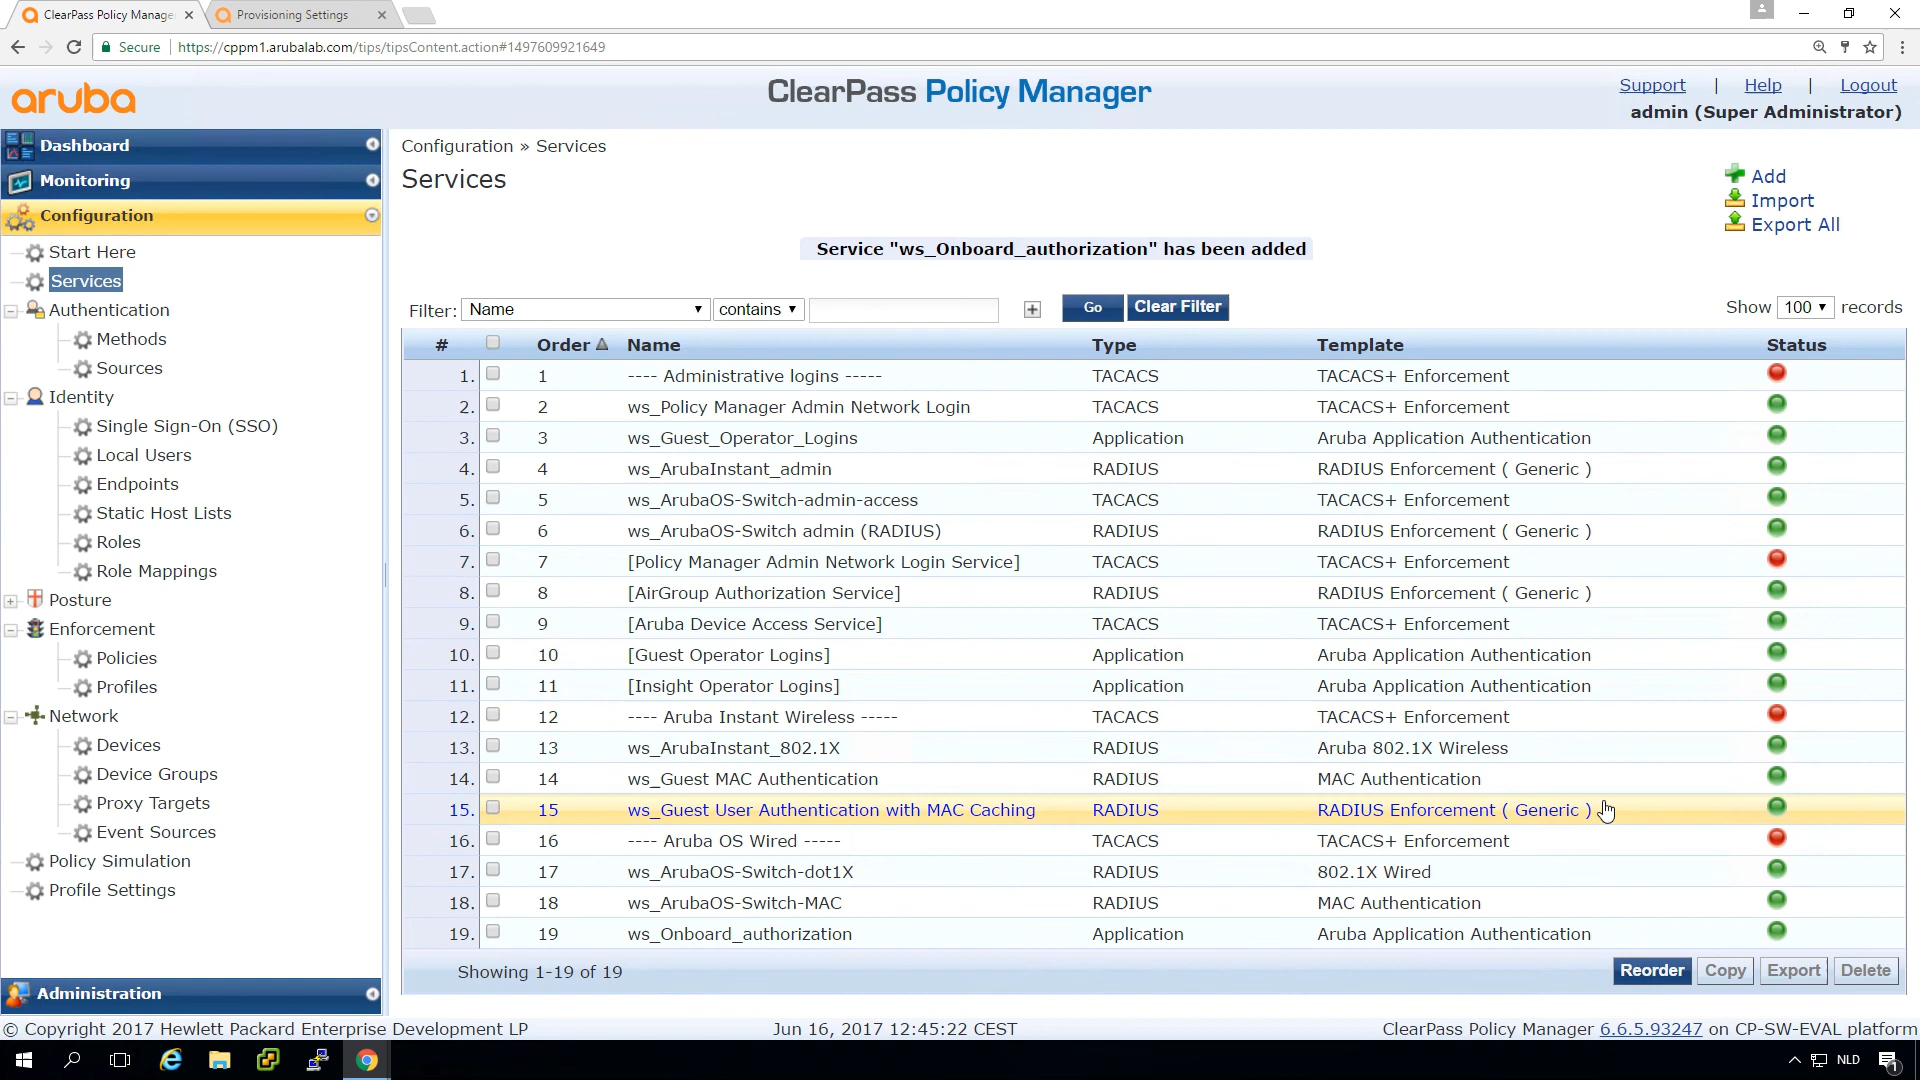 ClearPass Policy Manage
Provisioning Settings
Secure
https://cppm1.arubalab.com/tips/tipsContent.action#1497609921649
aruba
ClearPass Policy Manager
Support | Help | Logout
admin (Super Administrator)
Dashboard
Monitoring
Configuration
Start Here
Services
Authentication
Methods
Sources
Identity
Single Sign-On (SSO)
Local Users
Endpoints
Static Host Lists
Roles
Role Mappings
Posture
Enforcement
Policies
Profiles
Network
Devices
Device Groups
Proxy Targets
Event Sources
Policy Simulation
Profile Settings
Administration
Configuration » Services
Services
Add
Import
Export All
Service "ws_Onboard_authorization" has been added
Filter: Name contains Go Clear Filter Show 100 records
# Order Name Type Template Status
1. 1 ---- Administrative logins ----- TACACS TACACS+ Enforcement
2. 2 ws_Policy Manager Admin Network Login TACACS TACACS+ Enforcement
3. 3 ws_Guest_Operator_Logins Application Aruba Application Authentication
4. 4 ws_ArubaInstant_admin RADIUS RADIUS Enforcement ( Generic )
5. 5 ws_ArubaOS-Switch-admin-access TACACS TACACS+ Enforcement
6. 6 ws_ArubaOS-Switch admin (RADIUS) RADIUS RADIUS Enforcement ( Generic )
7. 7 [Policy Manager Admin Network Login Service] TACACS TACACS+ Enforcement
8. 8 [AirGroup Authorization Service] RADIUS RADIUS Enforcement ( Generic )
9. 9 [Aruba Device Access Service] TACACS TACACS+ Enforcement
10. 10 [Guest Operator Logins] Application Aruba Application Authentication
11. 11 [Insight Operator Logins] Application Aruba Application Authentication
12. 12 ---- Aruba Instant Wireless ----- TACACS TACACS+ Enforcement
13. 13 ws_ArubaInstant_802.1X RADIUS Aruba 802.1X Wireless
14. 14 ws_Guest MAC Authentication RADIUS MAC Authentication
15. 15 ws_Guest User Authentication with MAC Caching RADIUS RADIUS Enforcement ( Generic )
16. 16 ---- Aruba OS Wired ----- TACACS TACACS+ Enforcement
17. 17 ws_ArubaOS-Switch-dot1X RADIUS 802.1X Wired
18. 18 ws_ArubaOS-Switch-MAC RADIUS MAC Authentication
19. 19 ws_Onboard_authorization Application Aruba Application Authentication
Showing 1-19 of 19 Reorder Copy Export Delete
© Copyright 2017 Hewlett Packard Enterprise Development LP Jun 16, 2017 12:45:22 CEST ClearPass Policy Manager 6.6.5.93247 on CP-SW-EVAL platform
NLD 1